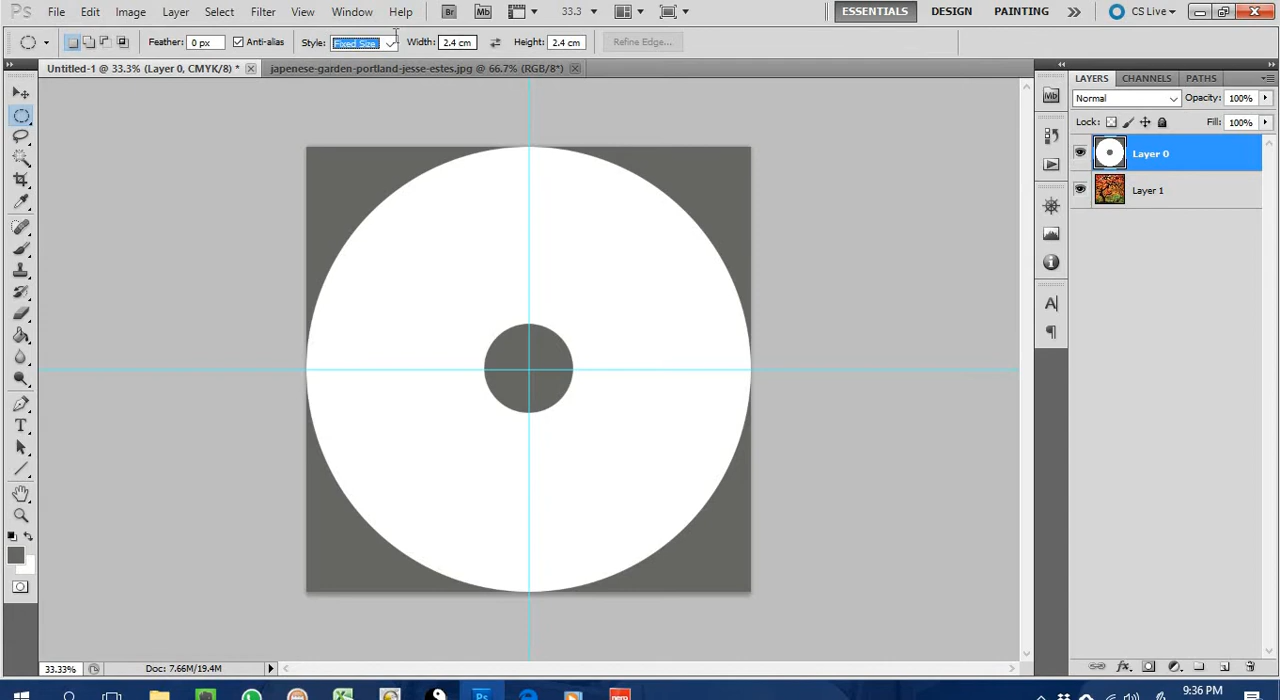 Ps File Edit Image Layer Select Filter View Window Help Br Mb 33.3 ESSENTIALS DESIGN PAINTING CS Live
Feather: 0 px Anti-alias Style: Fixed Size Width: 2.4 cm Height: 2.4 cm Refine Edge...
Untitled-1 @ 33.3% (Layer 0, CMYK/8) * japenese-garden-portland-jesse-estes.jpg @ 66.7% (RGB/8*)
LAYERS CHANNELS PATHS
Mb Normal Opacity: 100%
Lock: Fill: 100%
Layer 0
Layer 1
A
T
33.33% Doc: 7.66M/19.4M
Ps nero 9:36 PM